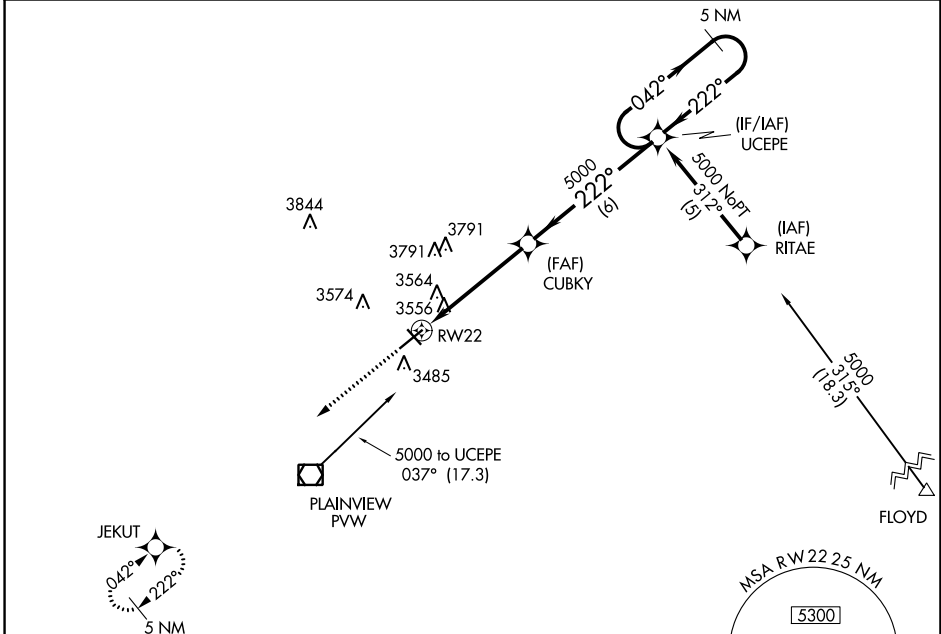 5 NM
042°
222°
(IF/IAF)
UCEPE
5000
222°
(6)
5000 NoPT
312°
(5)
(IAF)
RITAE
3844
3791
3791
(FAF)
CUBKY
3564
3574
3556
RW22
3485
5000
315°
(18.3)
5000 to UCEPE
037° (17.3)
PLAINVIEW
PVW
FLOYD
JEKUT
042°
222°
5 NM
MSA RW22 25 NM
5300